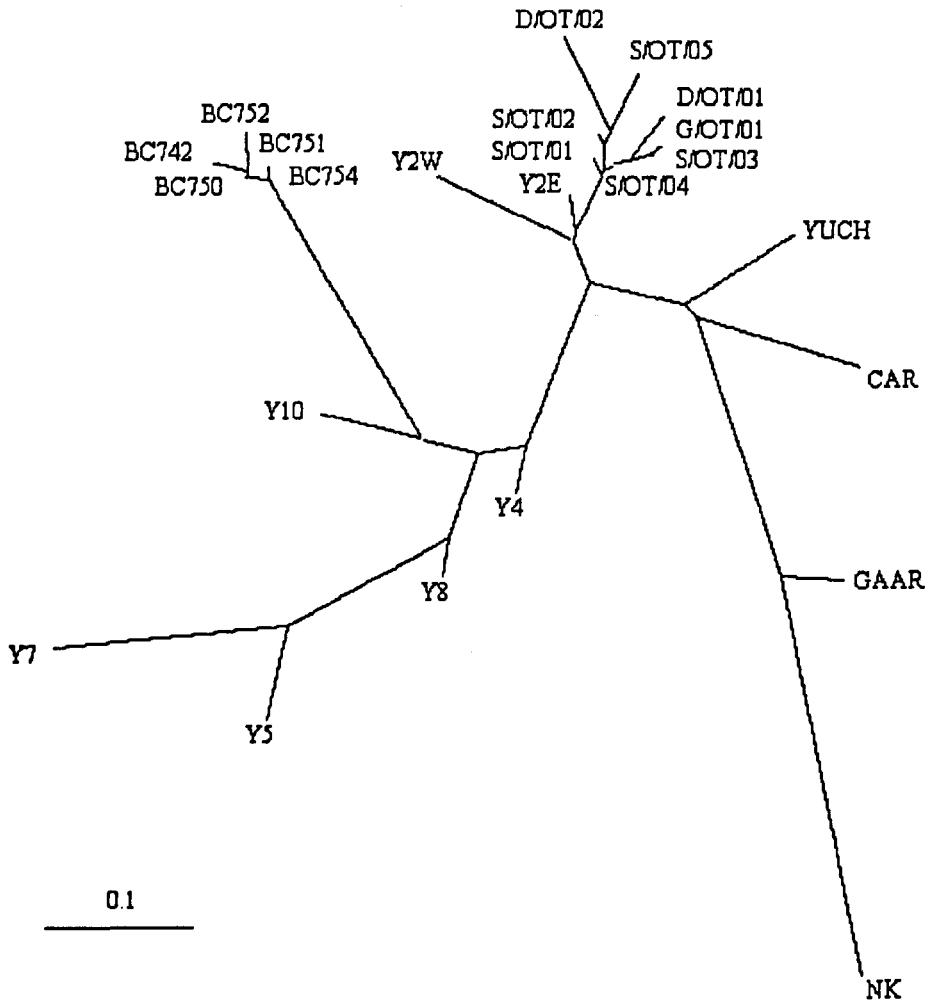 D/OT/02
S/OT/05
D/OT/01
BC752
S/OT/02
G/OT/01
BC751
BC742
S/OT/01
S/OT/03
Y2W
BC750
BC754
Y2E
S/OT/04
YUCH
CAR
Y10
Y4
GAAR
Y8
Y7
Y5
0.1
NK